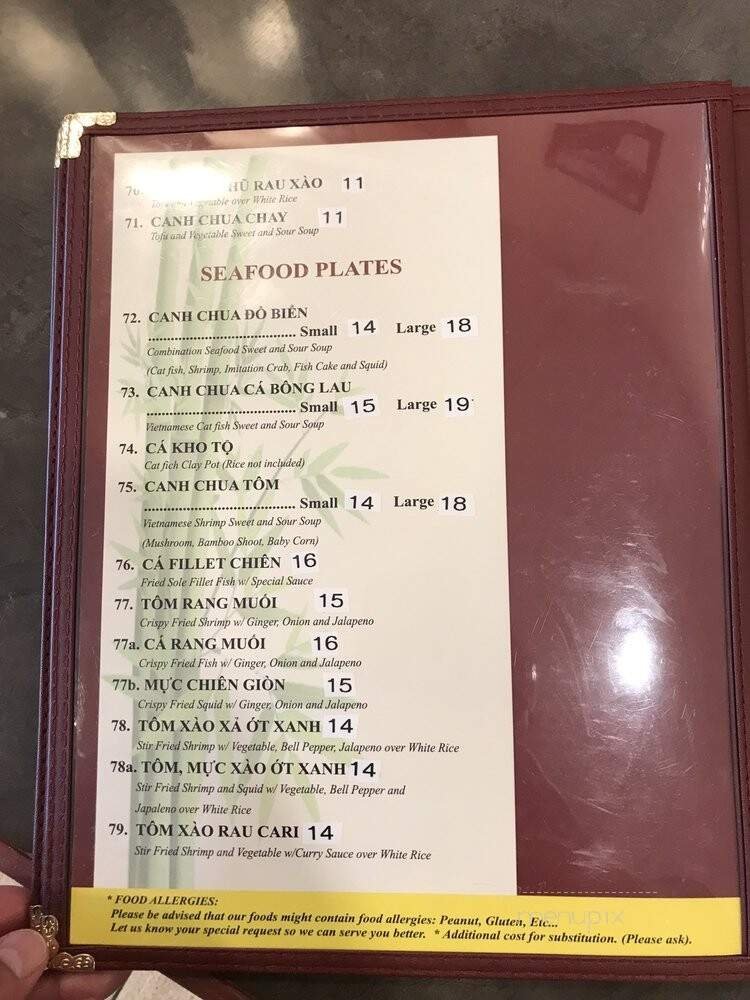 70. HŨ RAU XÀO 11
Vegetable over White Rice
71. CANH CHUA CHAY 11
Tofu and Vegetable Sweet and Sour Soup
SEAFOOD PLATES
72. CANH CHUA ĐỒ BIỂN
.................................... Small 14 Large 18
Combination Seafood Sweet and Sour Soup
(Cat fish, Shrimp, Imitation Crab, Fish Cake and Squid)
73. CANH CHUA CÁ BÔNG LAU
.................................... Small 15 Large 19
Vietnamese Cat fish Sweet and Sour Soup
74. CÁ KHO TỘ
Cat fich Clay Pot (Rice not included)
75. CANH CHUA TÔM
.................................... Small 14 Large 18
Vietnamese Shrimp Sweet and Sour Soup
(Mushroom, Bamboo Shoot, Baby Corn)
76. CÁ FILLET CHIÊN 16
Fried Sole Fillet Fish w/ Special Sauce
77. TÔM RANG MUỐI 15
Crispy Fried Shrimp w/ Ginger, Onion and Jalapeno
77a. CÁ RANG MUỐI 16
Crispy Fried Fish w/ Ginger, Onion and Jalapeno
77b. MỰC CHIÊN GIÒN 15
Crispy Fried Squid w/ Ginger, Onion and Jalapeno
78. TÔM XÀO XẢ ỚT XANH 14
Stir Fried Shrimp w/ Vegetable, Bell Pepper, Jalapeno over White Rice
78a. TÔM, MỰC XÀO ỚT XANH 14
Stir Fried Shrimp and Squid w/ Vegetable, Bell Pepper and
Japaleno over White Rice
79. TÔM XÀO RAU CARI 14
Stir Fried Shrimp and Vegetable w/Curry Sauce over White Rice
* FOOD ALLERGIES:
Please be advised that our foods might contain food allergies: Peanut, Gluten, Etc...
Let us know your special request so we can serve you better. * Additional cost for substitution. (Please ask).
menupix